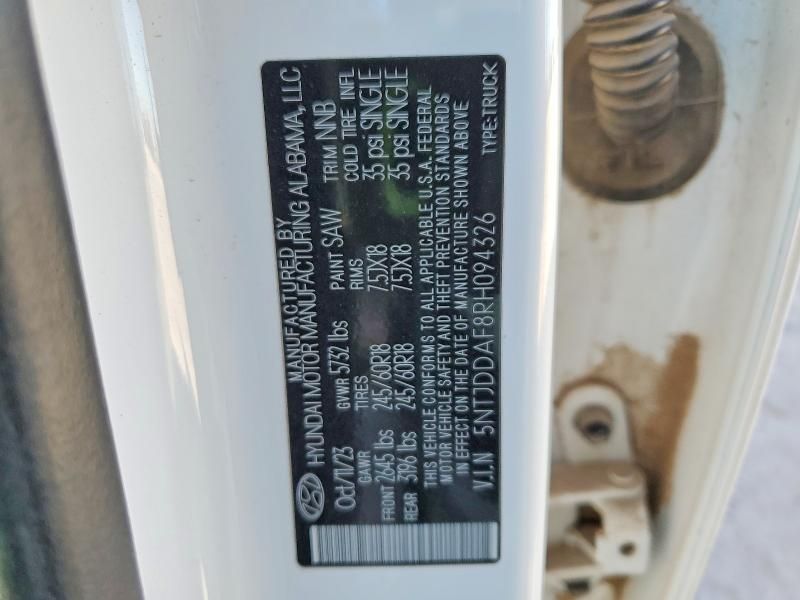 MANUFACTURED BY
HYUNDAI MOTOR MANUFACTURING ALABAMA, LLC
Oct/11/23 GVWR 5732 lbs PAINT SAW TRIM NNB
GAWR TIRES RIMS COLD TIRE INFL
FRONT 2645 lbs 245/60R18 7.5JX18 35 psi SINGLE
REAR 3196 lbs 245/60R18 7.5JX18 35 psi SINGLE
THIS VEHICLE CONFORMS TO ALL APPLICABLE U.S.A. FEDERAL
MOTOR VEHICLE SAFETY AND THEFT PREVENTION STANDARDS
IN EFFECT ON THE DATE OF MANUFACTURE SHOWN ABOVE
V.I.N 5NTJDDAF8RH094326 TYPE:TRUCK